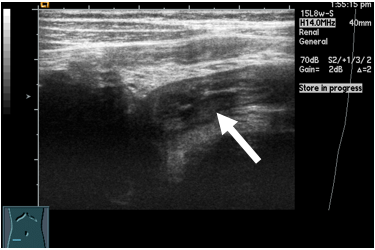 1:55:15 pm
15L8w-S
H14.0MHz 40mm
Renal
General
70dB S2/+1/3/2
Gain= 2dB Δ=2
Store in progress